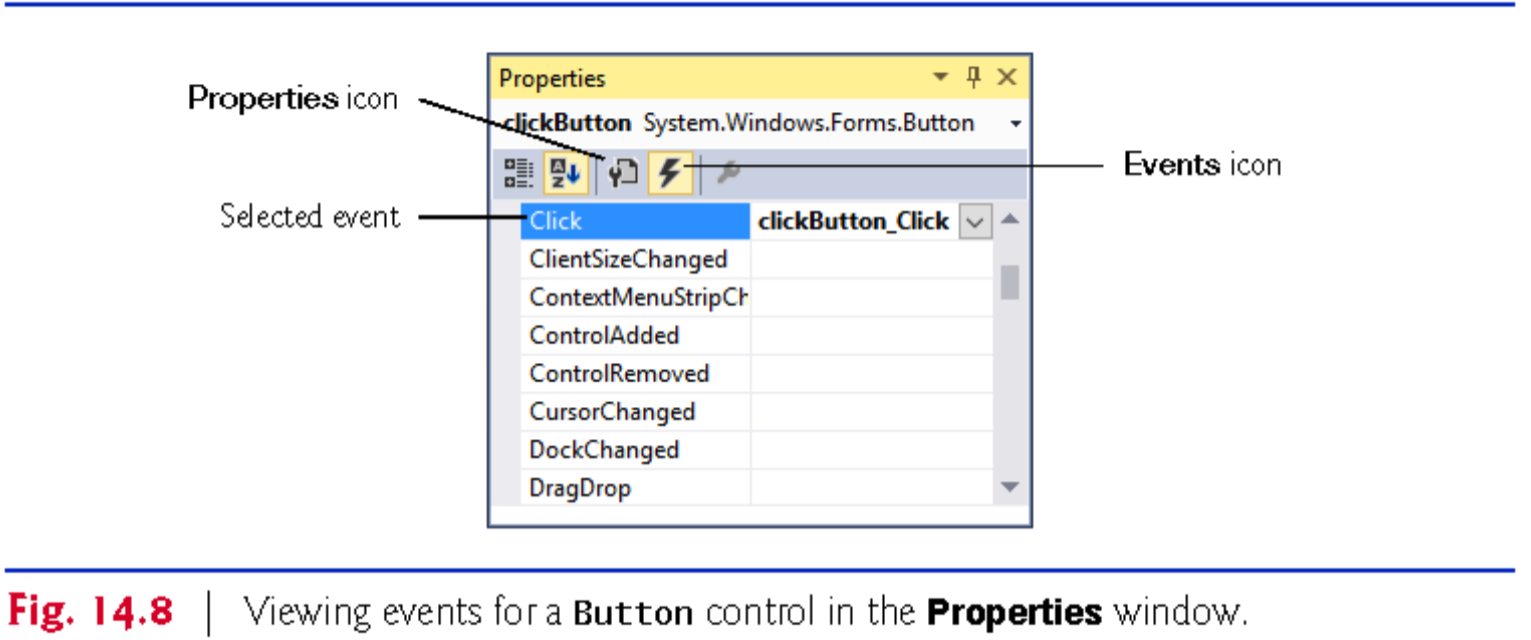 Properties
Properties icon
clickButton System.Windows.Forms.Button
Events icon
Selected event
Click clickButton_Click
ClientSizeChanged
ContextMenuStripCh
ControlAdded
ControlRemoved
CursorChanged
DockChanged
DragDrop
Fig. 14.8 | Viewing events for a Button control in the Properties window.